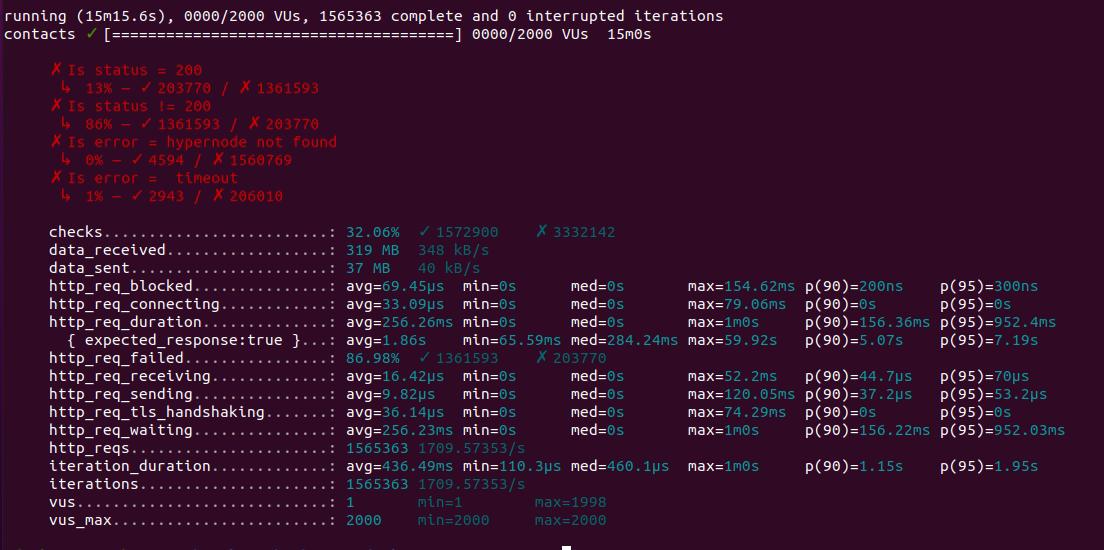 running (15m15.6s), 0000/2000 VUs, 1565363 complete and 0 interrupted iterations
contacts ✓ [======================================] 0000/2000 VUs  15m0s
✗ Is status = 200
↳  13% — ✓ 203770 / ✗ 1361593
✗ Is status != 200
↳  86% — ✓ 1361593 / ✗ 203770
✗ Is error = hypernode not found
↳  0% — ✓ 4594 / ✗ 1560769
✗ Is error =  timeout
↳  1% — ✓ 2943 / ✗ 206010
checks.........................: 32.06%  ✓ 1572900    ✗ 3332142
data_received..................: 319 MB  348 kB/s
data_sent......................: 37 MB   40 kB/s
http_req_blocked...............: avg=69.45µs  min=0s      med=0s       max=154.62ms p(90)=200ns    p(95)=300ns
http_req_connecting............: avg=33.09µs  min=0s      med=0s       max=79.06ms  p(90)=0s       p(95)=0s
http_req_duration..............: avg=256.26ms min=0s      med=0s       max=1m0s     p(90)=156.36ms p(95)=952.4ms
{ expected_response:true }...: avg=1.86s    min=65.59ms med=284.24ms max=59.92s   p(90)=5.07s    p(95)=7.19s
http_req_failed................: 86.98%  ✓ 1361593    ✗ 203770
http_req_receiving.............: avg=16.42µs  min=0s      med=0s       max=52.2ms   p(90)=44.7µs   p(95)=70µs
http_req_sending...............: avg=9.82µs   min=0s      med=0s       max=120.05ms p(90)=37.2µs   p(95)=53.2µs
http_req_tls_handshaking.......: avg=36.14µs  min=0s      med=0s       max=74.29ms  p(90)=0s       p(95)=0s
http_req_waiting...............: avg=256.23ms min=0s      med=0s       max=1m0s     p(90)=156.22ms p(95)=952.03ms
http_reqs......................: 1565363 1709.57353/s
iteration_duration.............: avg=436.49ms min=110.3µs med=460.1µs  max=1m0s     p(90)=1.15s    p(95)=1.95s
iterations.....................: 1565363 1709.57353/s
vus............................: 1       min=1        max=1998
vus_max........................: 2000    min=2000     max=2000